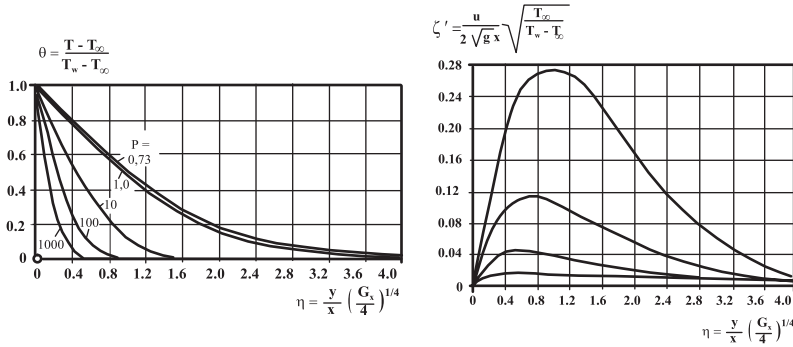 θ = T - T∞ / Tw - T∞
1.0
0.8
0.6
0.4
0.2
0
P =
0,73
1,0
10
100
1000
0 0.4 0.8 1.2 1.6 2.0 2.4 2.8 3.2 3.6 4.0
η = y/x (Gx/4)1/4
ζ' = u / 2 √g x √ T∞ / Tw - T∞
0.28
0.24
0.20
0.16
0.12
0.08
0.04
0
0 0.4 0.8 1.2 1.6 2.0 2.4 2.8 3.2 3.6 4.0
η = y/x (Gx/4)1/4